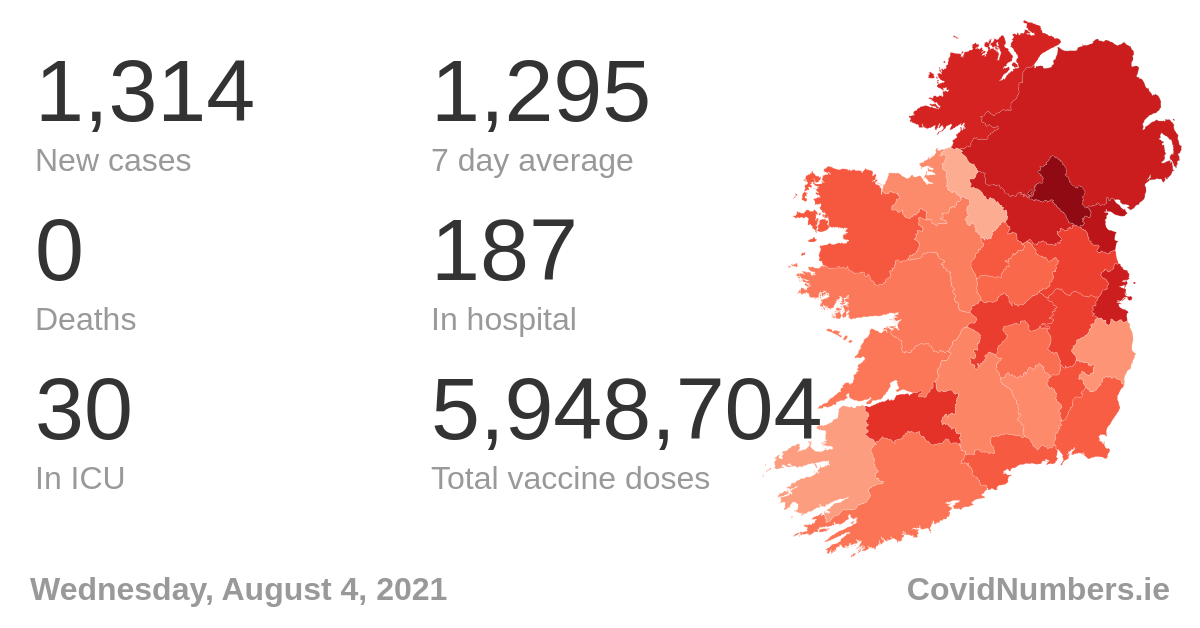 1,314
1,295
New cases
7 day average
0
187
Deaths
In hospital
30
5,948,704
In ICU
Total vaccine doses
Wednesday, August 4, 2021
CovidNumbers.ie